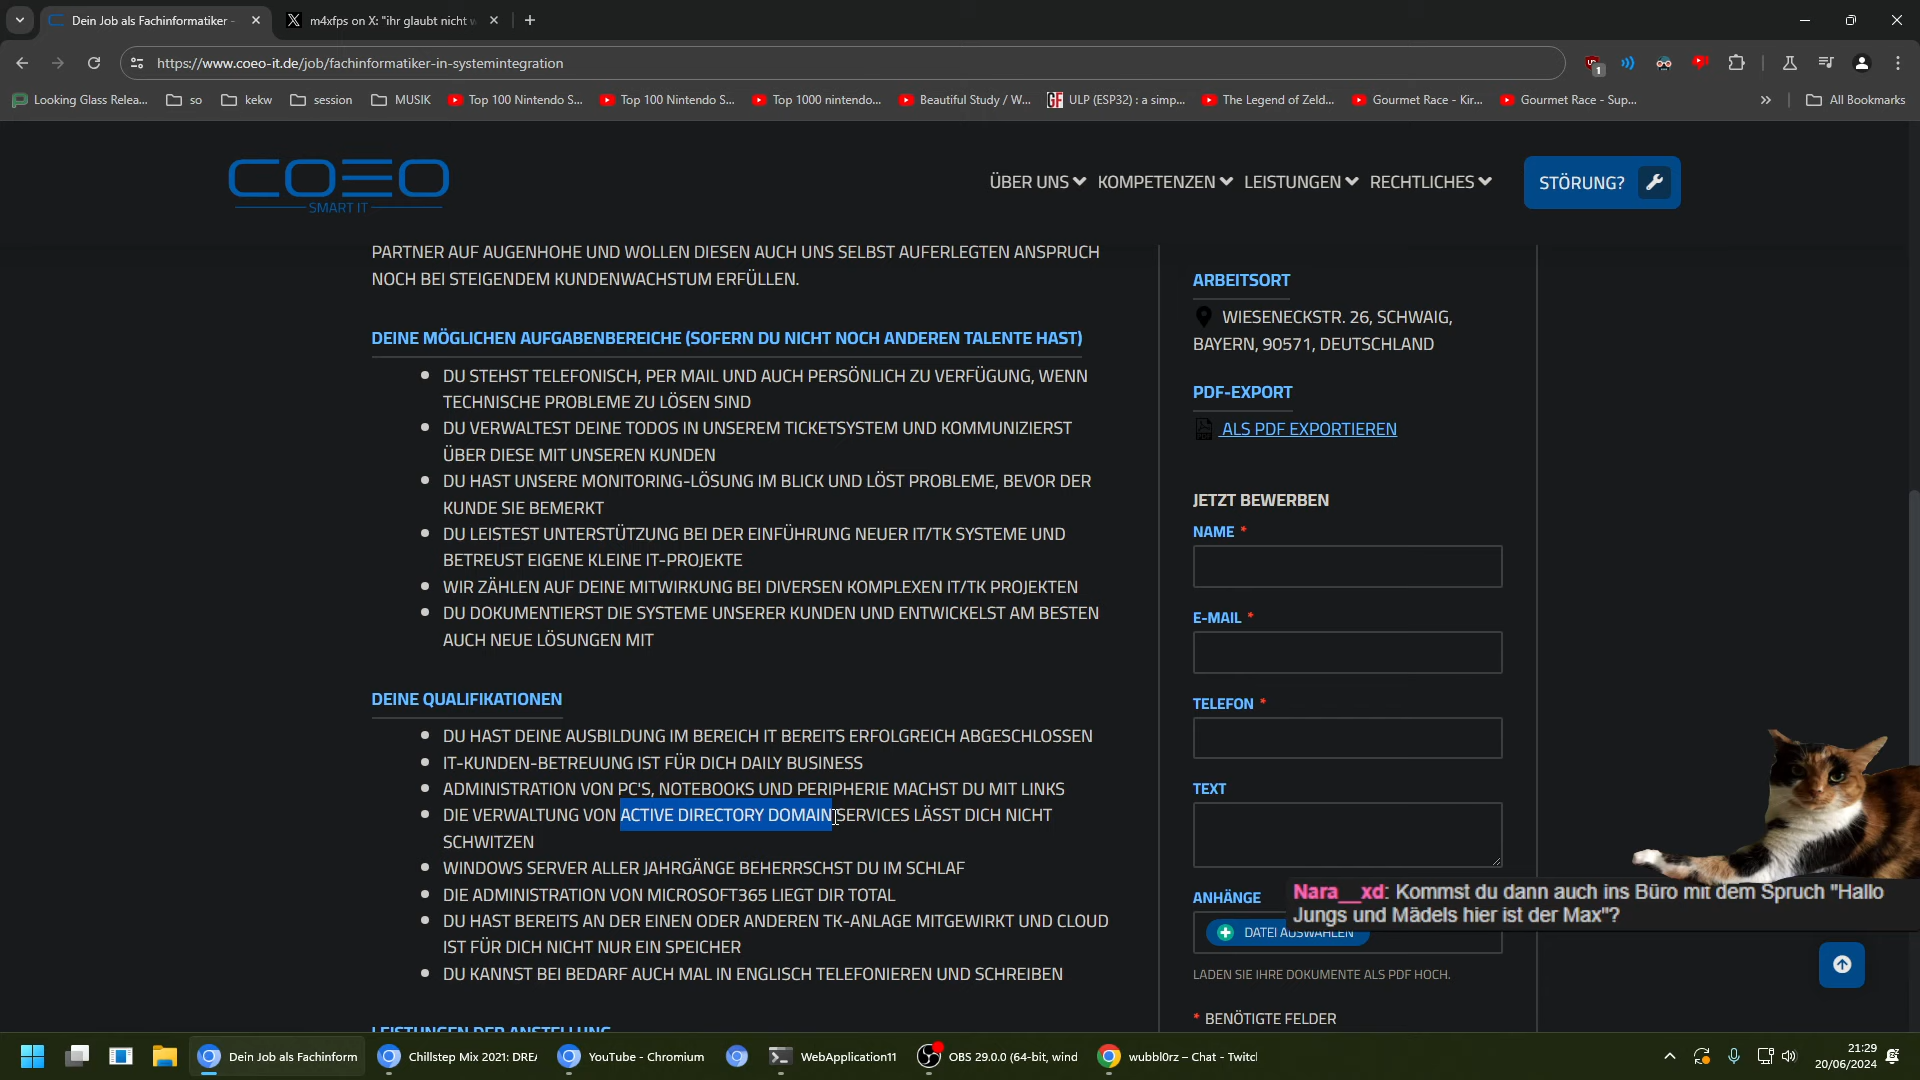 Dein Job als Fachinformatiker -
m4xfps on X: "ihr glaubt nicht w
https://www.coeo-it.de/job/fachinformatiker-in-systemintegration
1
Looking Glass Relea...
so
kekw
session
MUSIK
Top 100 Nintendo S...
Top 100 Nintendo S...
Top 1000 nintendo...
Beautiful Study / W...
GF ULP (ESP32) : a simp...
The Legend of Zeld...
Gourmet Race - Kir...
Gourmet Race - Sup...
All Bookmarks
COEO
SMART IT
ÜBER UNS
KOMPETENZEN
LEISTUNGEN
RECHTLICHES
STÖRUNG?
PARTNER AUF AUGENHÖHE UND WOLLEN DIESEN AUCH UNS SELBST AUFERLEGTEN ANSPRUCH
NOCH BEI STEIGENDEM KUNDENWACHSTUM ERFÜLLEN.
DEINE MÖGLICHEN AUFGABENBEREICHE (SOFERN DU NICHT NOCH ANDEREN TALENTE HAST)
DU STEHST TELEFONISCH, PER MAIL UND AUCH PERSÖNLICH ZU VERFÜGUNG, WENN
TECHNISCHE PROBLEME ZU LÖSEN SIND
DU VERWALTEST DEINE TODOS IN UNSEREM TICKETSYSTEM UND KOMMUNIZIERST
ÜBER DIESE MIT UNSEREN KUNDEN
DU HAST UNSERE MONITORING-LÖSUNG IM BLICK UND LÖST PROBLEME, BEVOR DER
KUNDE SIE BEMERKT
DU LEISTEST UNTERSTÜTZUNG BEI DER EINFÜHRUNG NEUER IT/TK SYSTEME UND
BETREUST EIGENE KLEINE IT-PROJEKTE
WIR ZÄHLEN AUF DEINE MITWIRKUNG BEI DIVERSEN KOMPLEXEN IT/TK PROJEKTEN
DU DOKUMENTIERST DIE SYSTEME UNSERER KUNDEN UND ENTWICKELST AM BESTEN
AUCH NEUE LÖSUNGEN MIT
DEINE QUALIFIKATIONEN
DU HAST DEINE AUSBILDUNG IM BEREICH IT BEREITS ERFOLGREICH ABGESCHLOSSEN
IT-KUNDEN-BETREUUNG IST FÜR DICH DAILY BUSINESS
ADMINISTRATION VON PC'S, NOTEBOOKS UND PERIPHERIE MACHST DU MIT LINKS
DIE VERWALTUNG VON ACTIVE DIRECTORY DOMAIN SERVICES LÄSST DICH NICHT
SCHWITZEN
WINDOWS SERVER ALLER JAHRGÄNGE BEHERRSCHST DU IM SCHLAF
DIE ADMINISTRATION VON MICROSOFT365 LIEGT DIR TOTAL
DU HAST BEREITS AN DER EINEN ODER ANDEREN TK-ANLAGE MITGEWIRKT UND CLOUD
IST FÜR DICH NICHT NUR EIN SPEICHER
DU KANNST BEI BEDARF AUCH MAL IN ENGLISCH TELEFONIEREN UND SCHREIBEN
LEISTUNGEN DER ANSTELLUNG
ARBEITSORT
WIESENECKSTR. 26, SCHWAIG,
BAYERN, 90571, DEUTSCHLAND
PDF-EXPORT
ALS PDF EXPORTIEREN
JETZT BEWERBEN
NAME *
E-MAIL *
TELEFON *
TEXT
ANHÄNGE
DATEI AUSWÄHLEN
LADEN SIE IHRE DOKUMENTE ALS PDF HOCH.
* BENÖTIGTE FELDER
Nara__xd: Kommst du dann auch ins Büro mit dem Spruch "Hallo
Jungs und Mädels hier ist der Max"?
Dein Job als Fachinform
Chillstep Mix 2021: DREA
YouTube - Chromium
WebApplication11
OBS 29.0.0 (64-bit, wind
wubbl0rz – Chat - Twitcl
21:29
20/06/2024